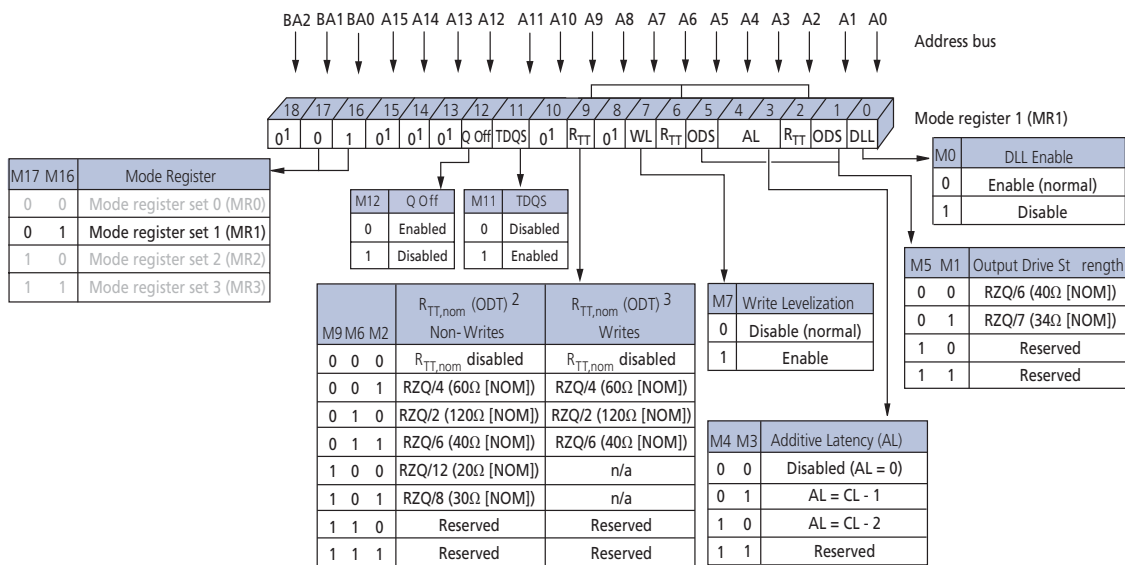 BA2 BA1 BA0 A15 A14 A13 A12 A11 A10 A9 A8 A7 A6 A5 A4 A3 A2 A1 A0
Address bus
18 17 16 15 14 13 12 11 10 9 8 7 6 5 4 3 2 1 0
Mode register 1 (MR1)
0¹ 0 1 0¹ 0¹ 0¹ Q Off TDQS 0¹ R_TT 0¹ WL R_TT ODS AL R_TT ODS DLL
M17 M16 Mode Register
0 0 Mode register set 0 (MR0)
0 1 Mode register set 1 (MR1)
1 0 Mode register set 2 (MR2)
1 1 Mode register set 3 (MR3)
M12 Q Off
0 Enabled
1 Disabled
M11 TDQS
0 Disabled
1 Enabled
M0 DLL Enable
0 Enable (normal)
1 Disable
M5 M1 Output Drive St rength
0 0 RZQ/6 (40Ω [NOM])
0 1 RZQ/7 (34Ω [NOM])
1 0 Reserved
1 1 Reserved
M7 Write Levelization
0 Disable (normal)
1 Enable
R_TT,nom (ODT) ² R_TT,nom (ODT) ³
M9 M6 M2 Non-Writes Writes
0 0 0 R_TT,nom disabled R_TT,nom disabled
0 0 1 RZQ/4 (60Ω [NOM]) RZQ/4 (60Ω [NOM])
0 1 0 RZQ/2 (120Ω [NOM]) RZQ/2 (120Ω [NOM])
0 1 1 RZQ/6 (40Ω [NOM]) RZQ/6 (40Ω [NOM])
1 0 0 RZQ/12 (20Ω [NOM]) n/a
1 0 1 RZQ/8 (30Ω [NOM]) n/a
1 1 0 Reserved Reserved
1 1 1 Reserved Reserved
M4 M3 Additive Latency (AL)
0 0 Disabled (AL = 0)
0 1 AL = CL - 1
1 0 AL = CL - 2
1 1 Reserved